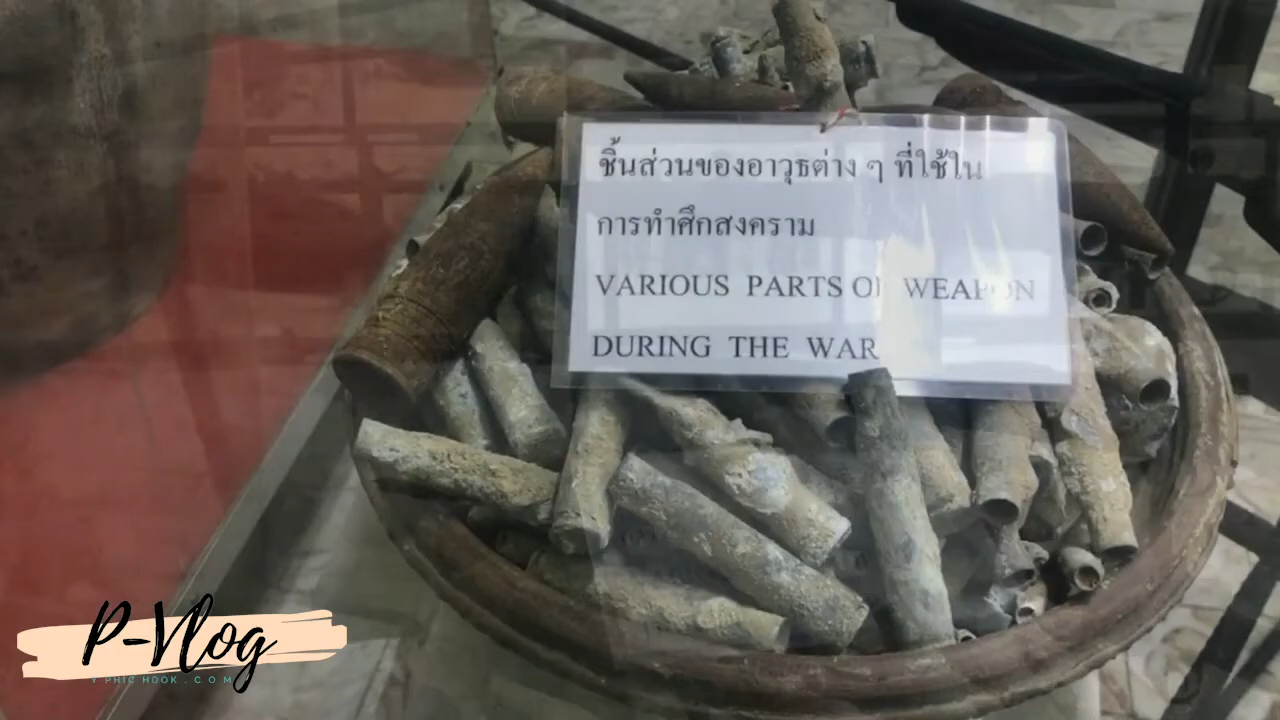 ชิ้นส่วนของอาวุธต่าง ๆ ที่ใช้ใน
การทำศึกสงคราม
VARIOUS PARTS OF WEAPON
DURING THE WAR
P-Vlog